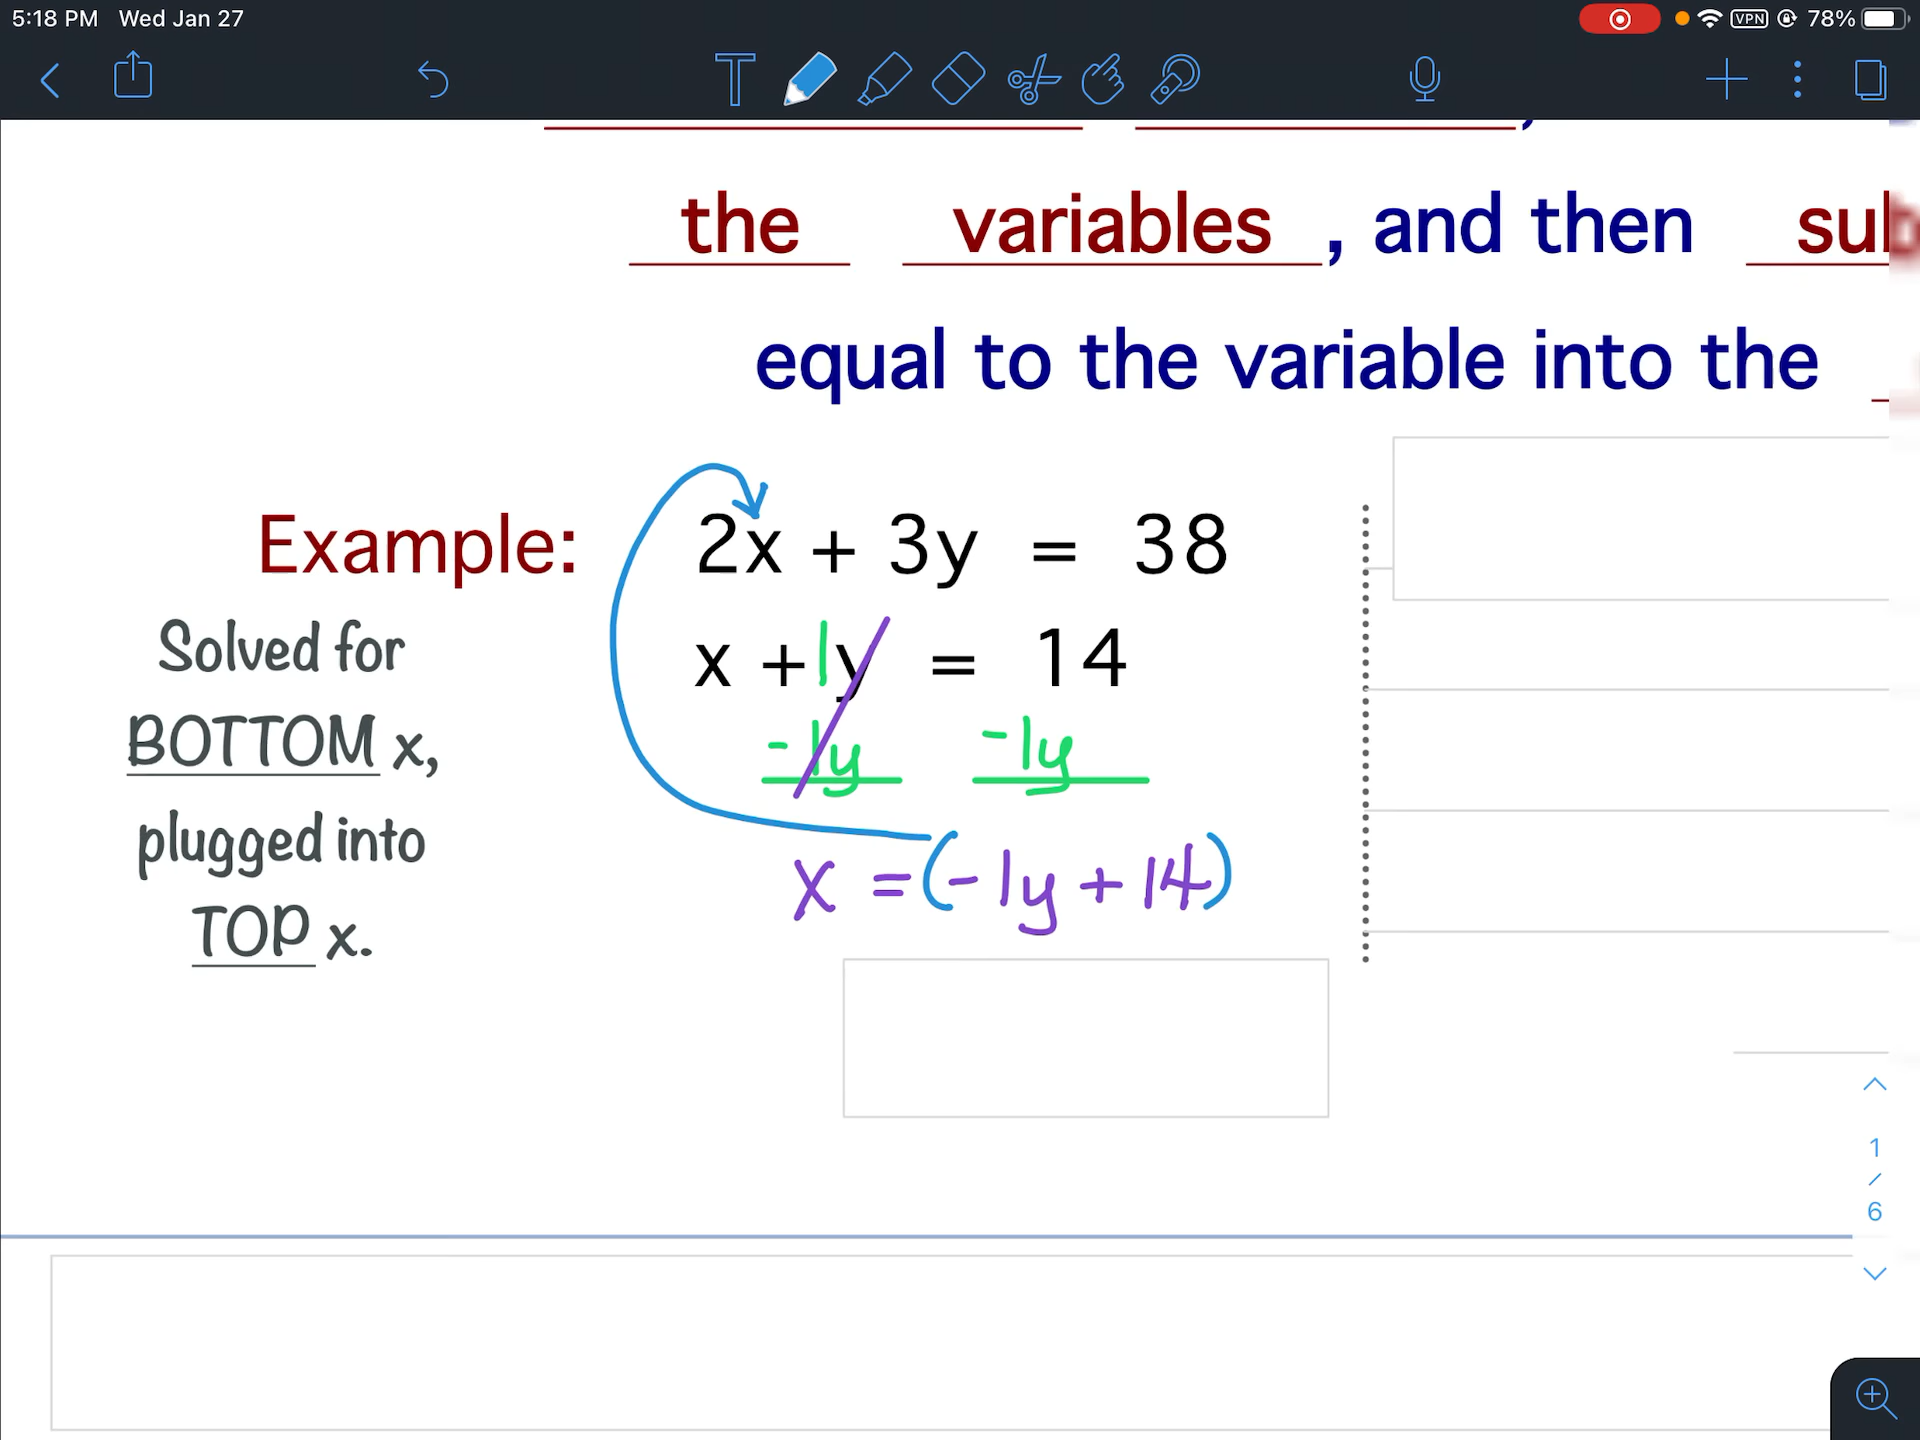 5:18 PM Wed Jan 27
VPN 78%
the variables, and then
equal to the variable into the
Example: 2x + 3y = 38
Solved for
BOTTOM x,
plugged into
TOP x.
x + 1y = 14
-1y -1y
x = (-1y + 14)
1
/
6